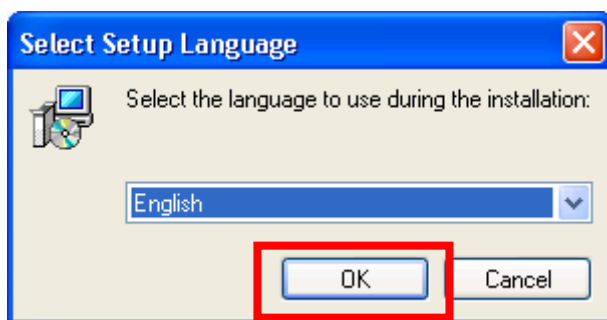 Select Setup Language
Select the language to use during the installation:
English
OK
Cancel